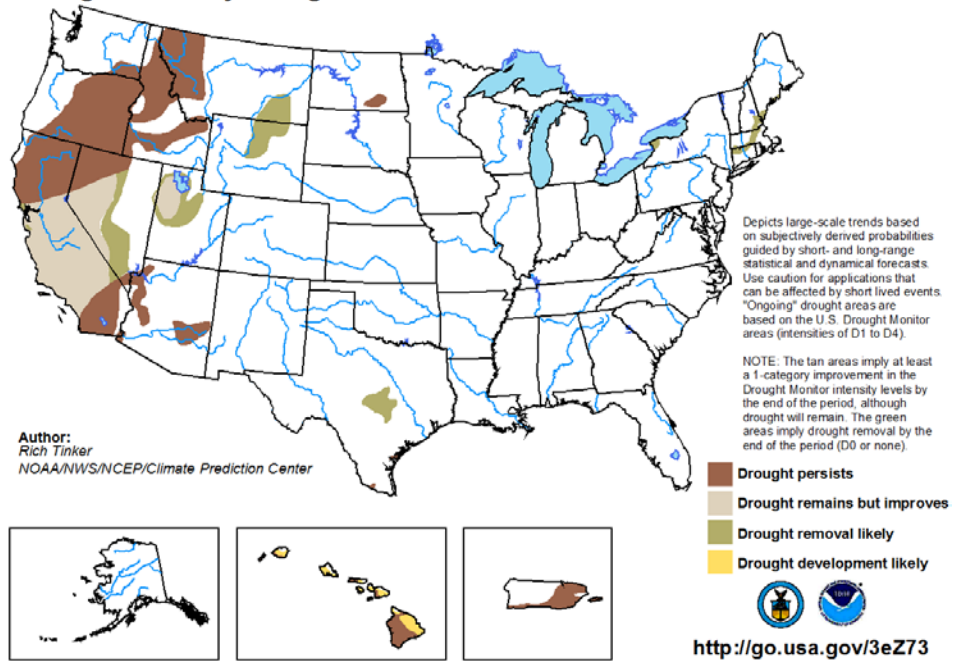 Depicts large-scale trends based
on subjectively derived probabilities
guided by short- and long-range
statistical and dynamical forecasts.
Use caution for applications that
can be affected by short lived events.
"Ongoing" drought areas are
based on the U.S. Drought Monitor
areas (intensities of D1 to D4).
NOTE: The tan areas imply at least
a 1-category improvement in the
Drought Monitor intensity levels by
the end of the period, although
drought will remain. The green
areas imply drought removal by the
end of the period (D0 or none).
Author:
Rich Tinker
NOAA/NWS/NCEP/Climate Prediction Center
Drought persists
Drought remains but improves
Drought removal likely
Drought development likely
http://go.usa.gov/3eZ73